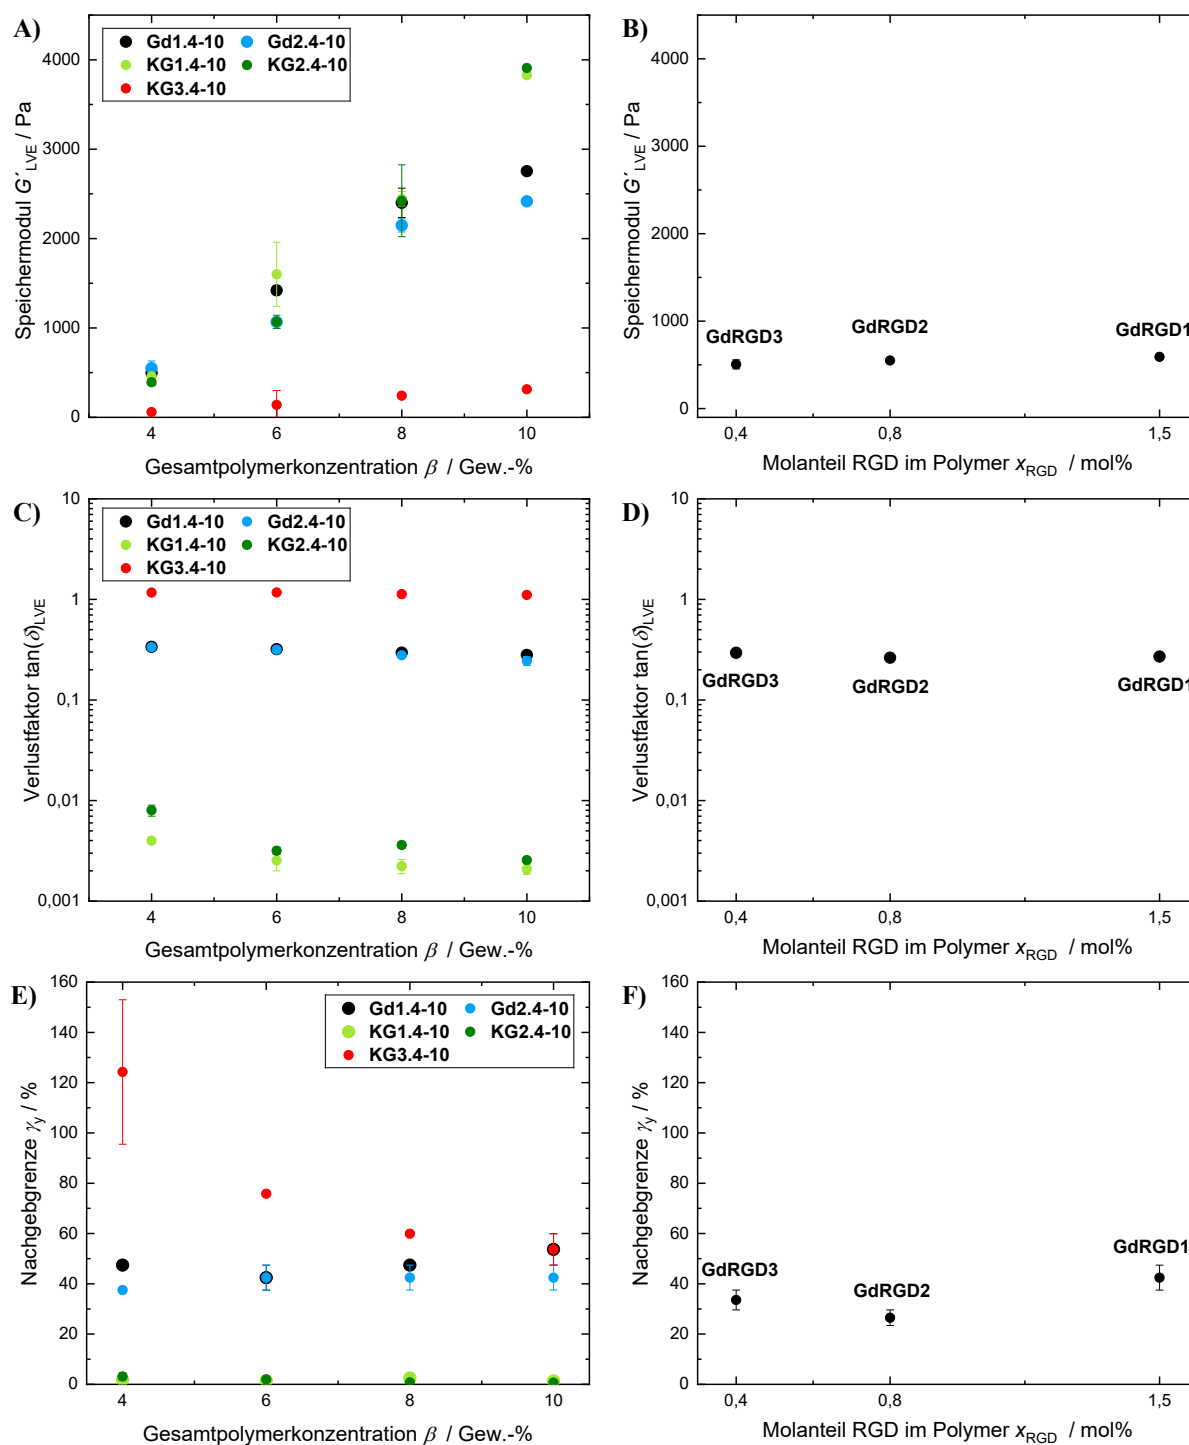 A)
Gd1.4-10 Gd2.4-10
KG1.4-10 KG2.4-10
KG3.4-10
4000
3000
2000
1000
0
Speichermodul G´LVE / Pa
4 6 8 10
Gesamtpolymerkonzentration β / Gew.-%
B)
4000
3000
2000
1000
0
Speichermodul G´LVE / Pa
GdRGD3
GdRGD2
GdRGD1
0,4 0,8 1,5
Molanteil RGD im Polymer xRGD / mol%
C)
Gd1.4-10 Gd2.4-10
KG1.4-10 KG2.4-10
KG3.4-10
10
1
0,1
0,01
0,001
Verlustfaktor tan(δ)LVE
4 6 8 10
Gesamtpolymerkonzentration β / Gew.-%
D)
10
1
0,1
0,01
0,001
Verlustfaktor tan(δ)LVE
GdRGD3
GdRGD2
GdRGD1
0,4 0,8 1,5
Molanteil RGD im Polymer xRGD / mol%
E)
Gd1.4-10 Gd2.4-10
KG1.4-10 KG2.4-10
KG3.4-10
160
140
120
100
80
60
40
20
0
Nachgebgrenze γy / %
4 6 8 10
Gesamtpolymerkonzentration β / Gew.-%
F)
160
140
120
100
80
60
40
20
0
Nachgebgrenze γy / %
GdRGD3
GdRGD2
GdRGD1
0,4 0,8 1,5
Molanteil RGD im Polymer xRGD / mol%